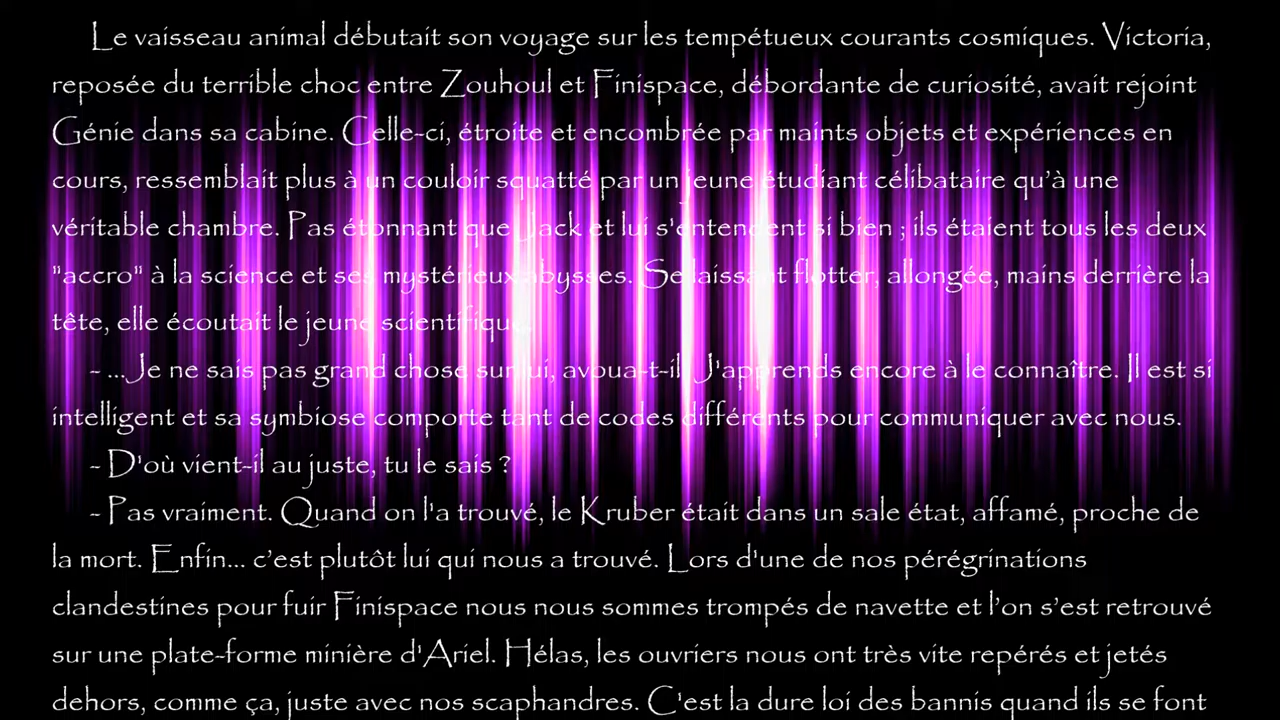 Le vaisseau animal débutait son voyage sur les tempétueux courants cosmiques. Victoria,
reposée du terrible choc entre Zouhoul et Finispace, débordante de curiosité, avait rejoint
Génie dans sa cabine. Celle-ci, étroite et encombrée par maints objets et expériences en
cours, ressemblait plus à un couloir squatté par un jeune étudiant célibataire qu'à une
véritable chambre. Pas étonnant que Jack et lui s'entendent si bien ; ils étaient tous les deux
"accro" à la science et ses mystérieux abysses. Se laissant flotter, allongée, mains derrière la
tête, elle écoutait le jeune scientifique.
- ...Je ne sais pas grand chose sur lui, avoua-t-il. J'apprends encore à le connaître. Il est si
intelligent et sa symbiose comporte tant de codes différents pour communiquer avec nous.
- D'où vient-il au juste, tu le sais ?
- Pas vraiment. Quand on l'a trouvé, le Kruber était dans un sale état, affamé, proche de
la mort. Enfin... c'est plutôt lui qui nous a trouvé. Lors d'une de nos pérégrinations
clandestines pour fuir Finispace nous nous sommes trompés de navette et l'on s'est retrouvé
sur une plate-forme minière d'Ariel. Hélas, les ouvriers nous ont très vite repérés et jetés
dehors, comme ça, juste avec nos scaphandres. C'est la dure loi des bannis quand ils se font